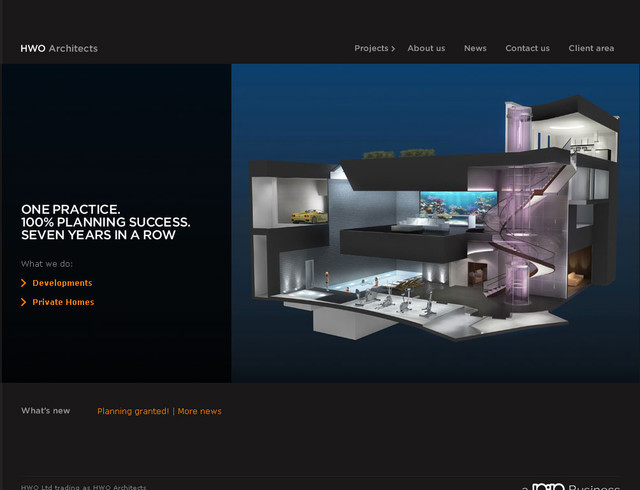 HWO Architects
Projects
About us
News
Contact us
Client area
ONE PRACTICE.
100% PLANNING SUCCESS.
SEVEN YEARS IN A ROW
What we do:
Developments
Private Homes
What's new
Planning granted! | More news
HWO Ltd trading as HWO Architects
a
Business